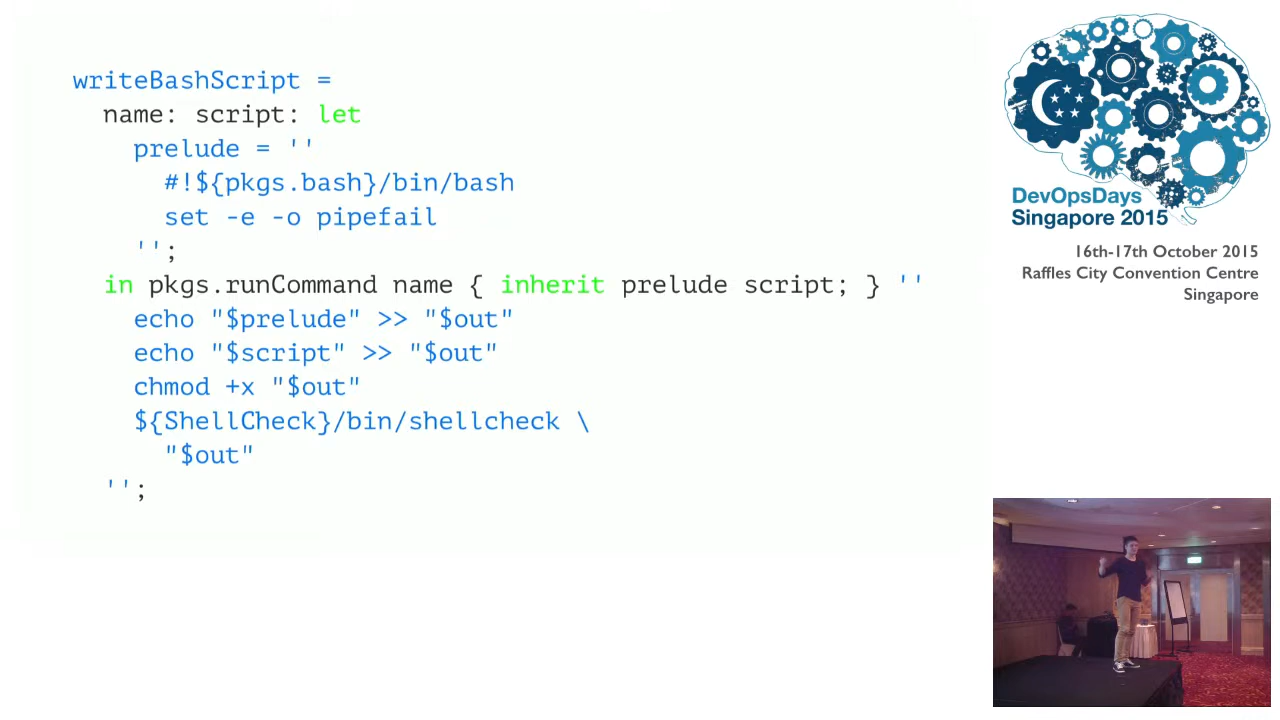 writeBashScript =
name: script: let
prelude = ''
#!${pkgs.bash}/bin/bash
set -e -o pipefail
'';
in pkgs.runCommand name { inherit prelude script; } ''
echo "$prelude" >> "$out"
echo "$script" >> "$out"
chmod +x "$out"
${ShellCheck}/bin/shellcheck \
"$out"
'';
DevOpsDays
Singapore 2015
16th-17th October 2015
Raffles City Convention Centre
Singapore